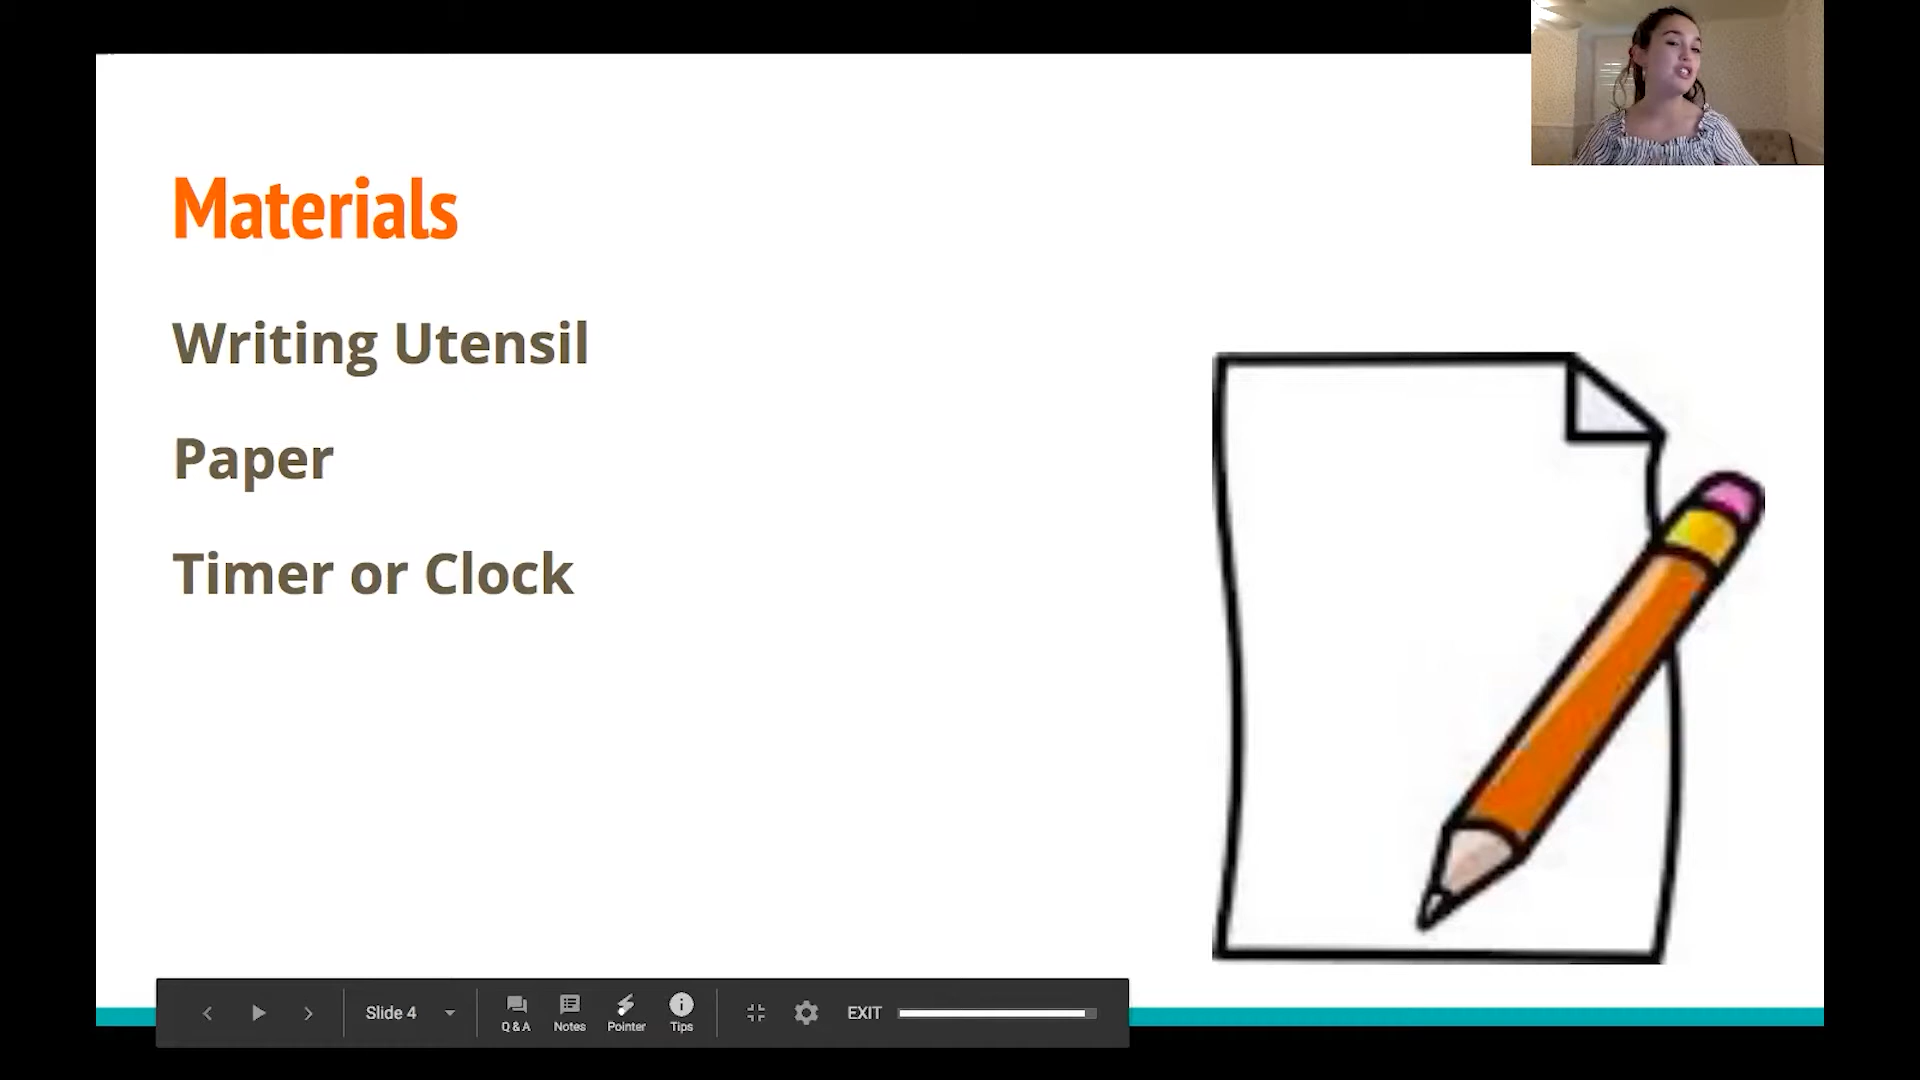 Materials
Writing Utensil
Paper
Timer or Clock
Slide 4
Q & A
Notes
Pointer
Tips
EXIT